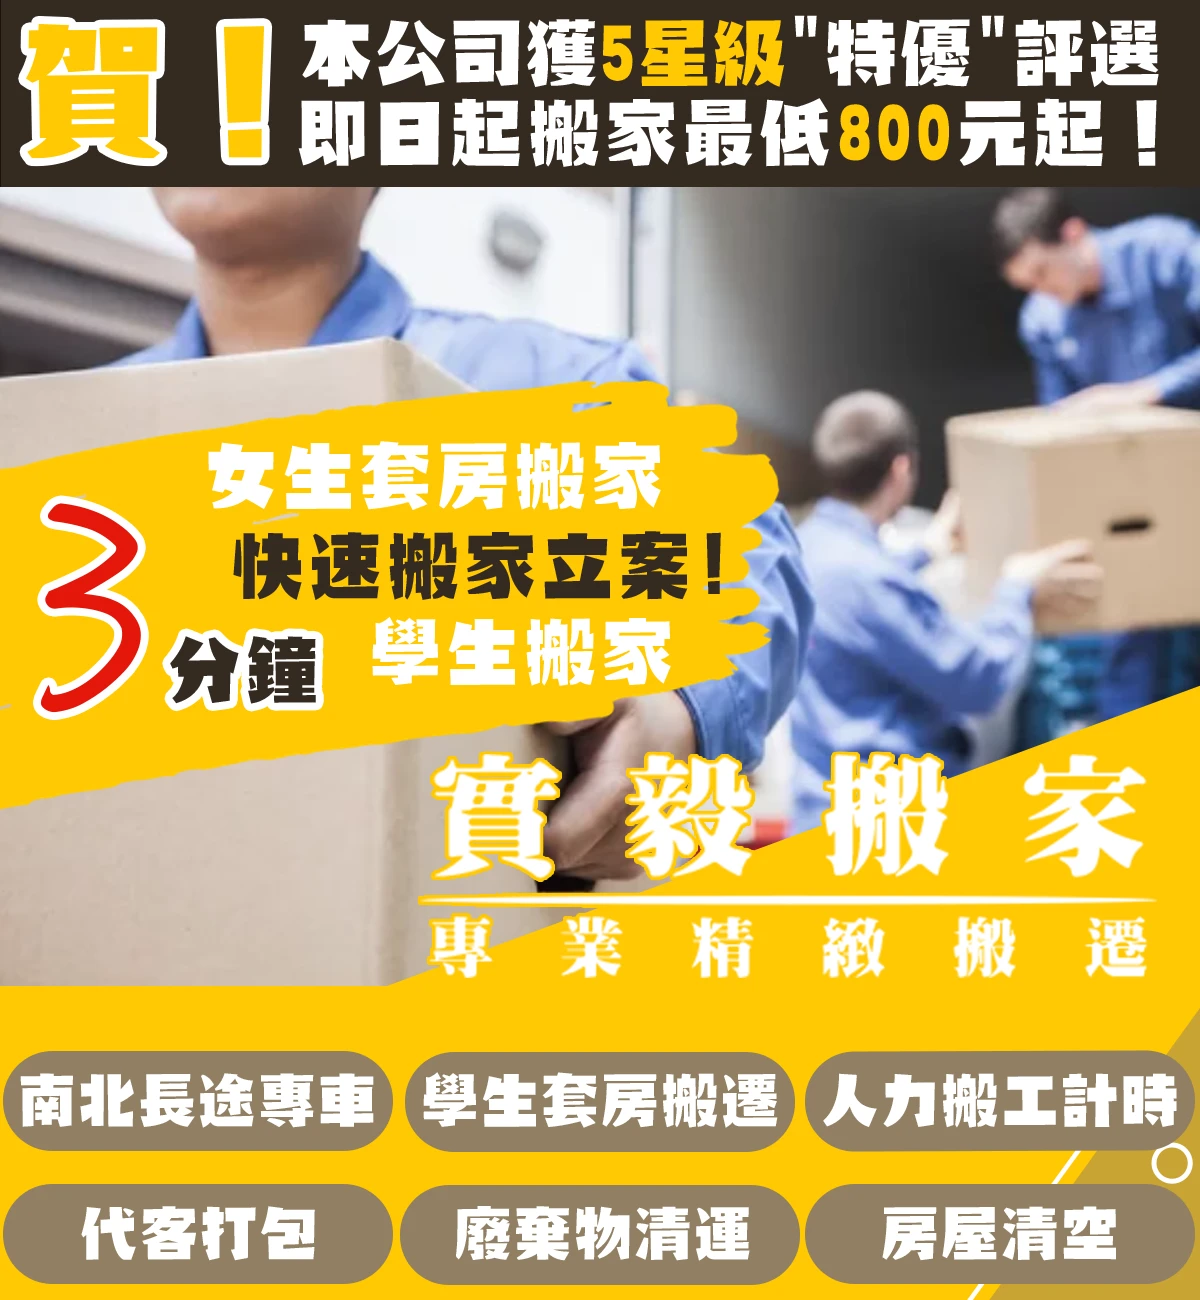 賀！
本公司獲5星級"特優"評選
即日起搬家最低800元起！
女生套房搬家
快速搬家立案！
3分鐘
學生搬家
實毅搬家
專業精緻搬遷
南北長途專車
學生套房搬遷
人力搬工計時
代客打包
廢棄物清運
房屋清空